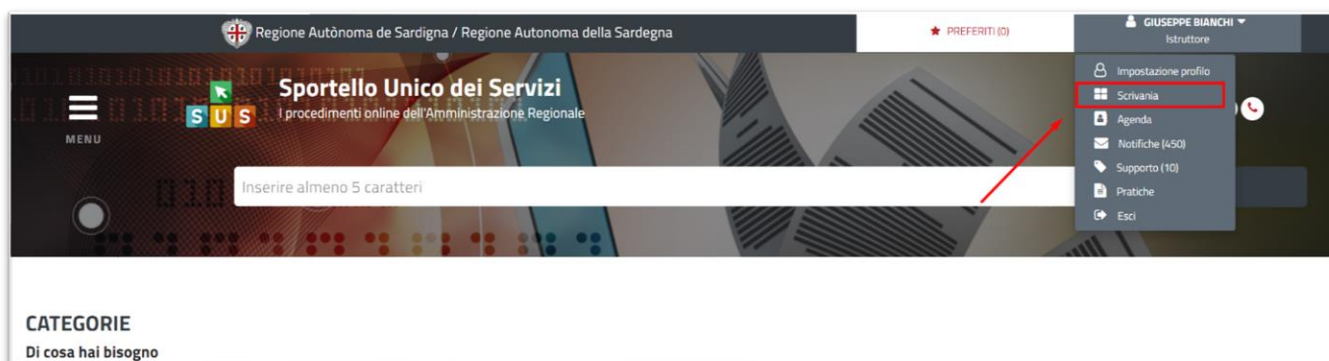 Regione Autònoma de Sardigna / Regione Autonoma della Sardegna
PREFERITI (0)
GIUSEPPE BIANCHI
Istruttore
Impostazione profilo
Scrivania
Agenda
Notifiche (450)
Supporto (10)
Pratiche
Esci
MENU
SUS
Sportello Unico dei Servizi
I procedimenti online dell'Amministrazione Regionale
Inserire almeno 5 caratteri
CATEGORIE
Di cosa hai bisogno